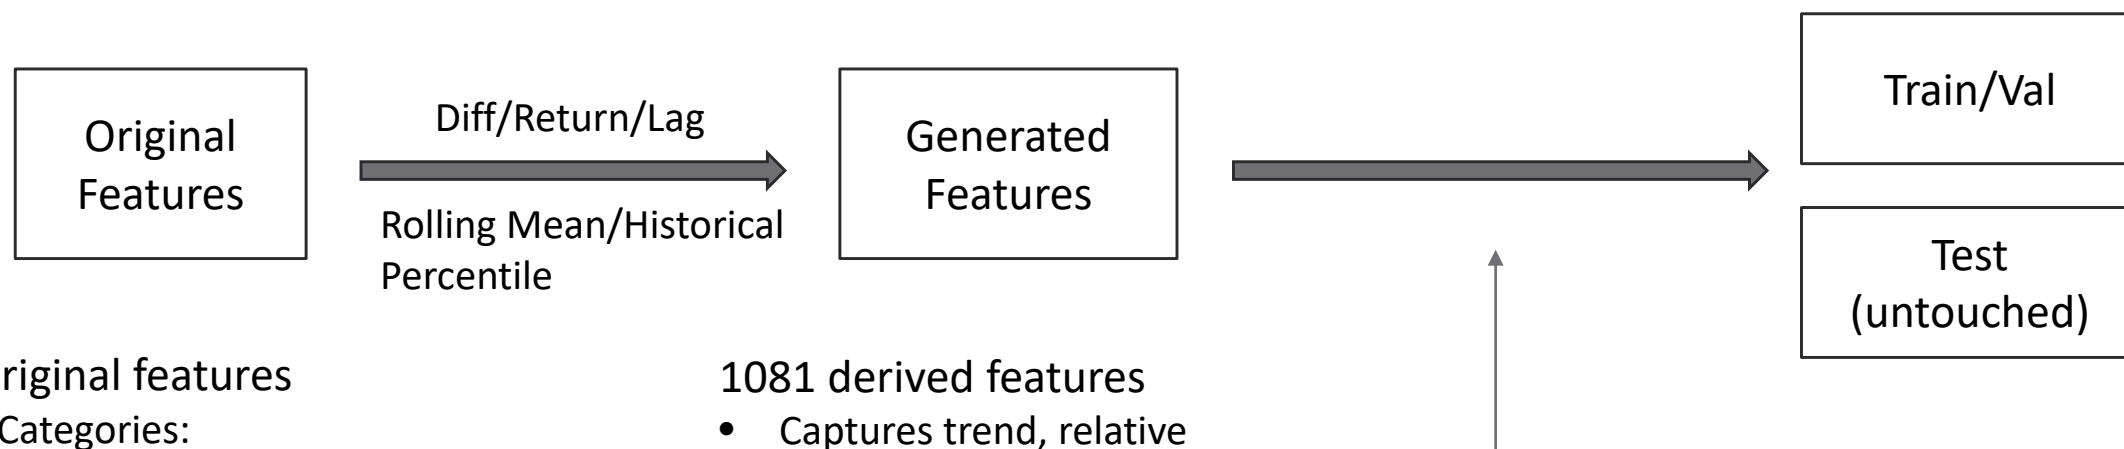 Original
Features
Diff/Return/Lag
Rolling Mean/Historical
Percentile
Generated
Features
Train/Val
Test
(untouched)
riginal features
Categories:
1081 derived features
• Captures trend, relative